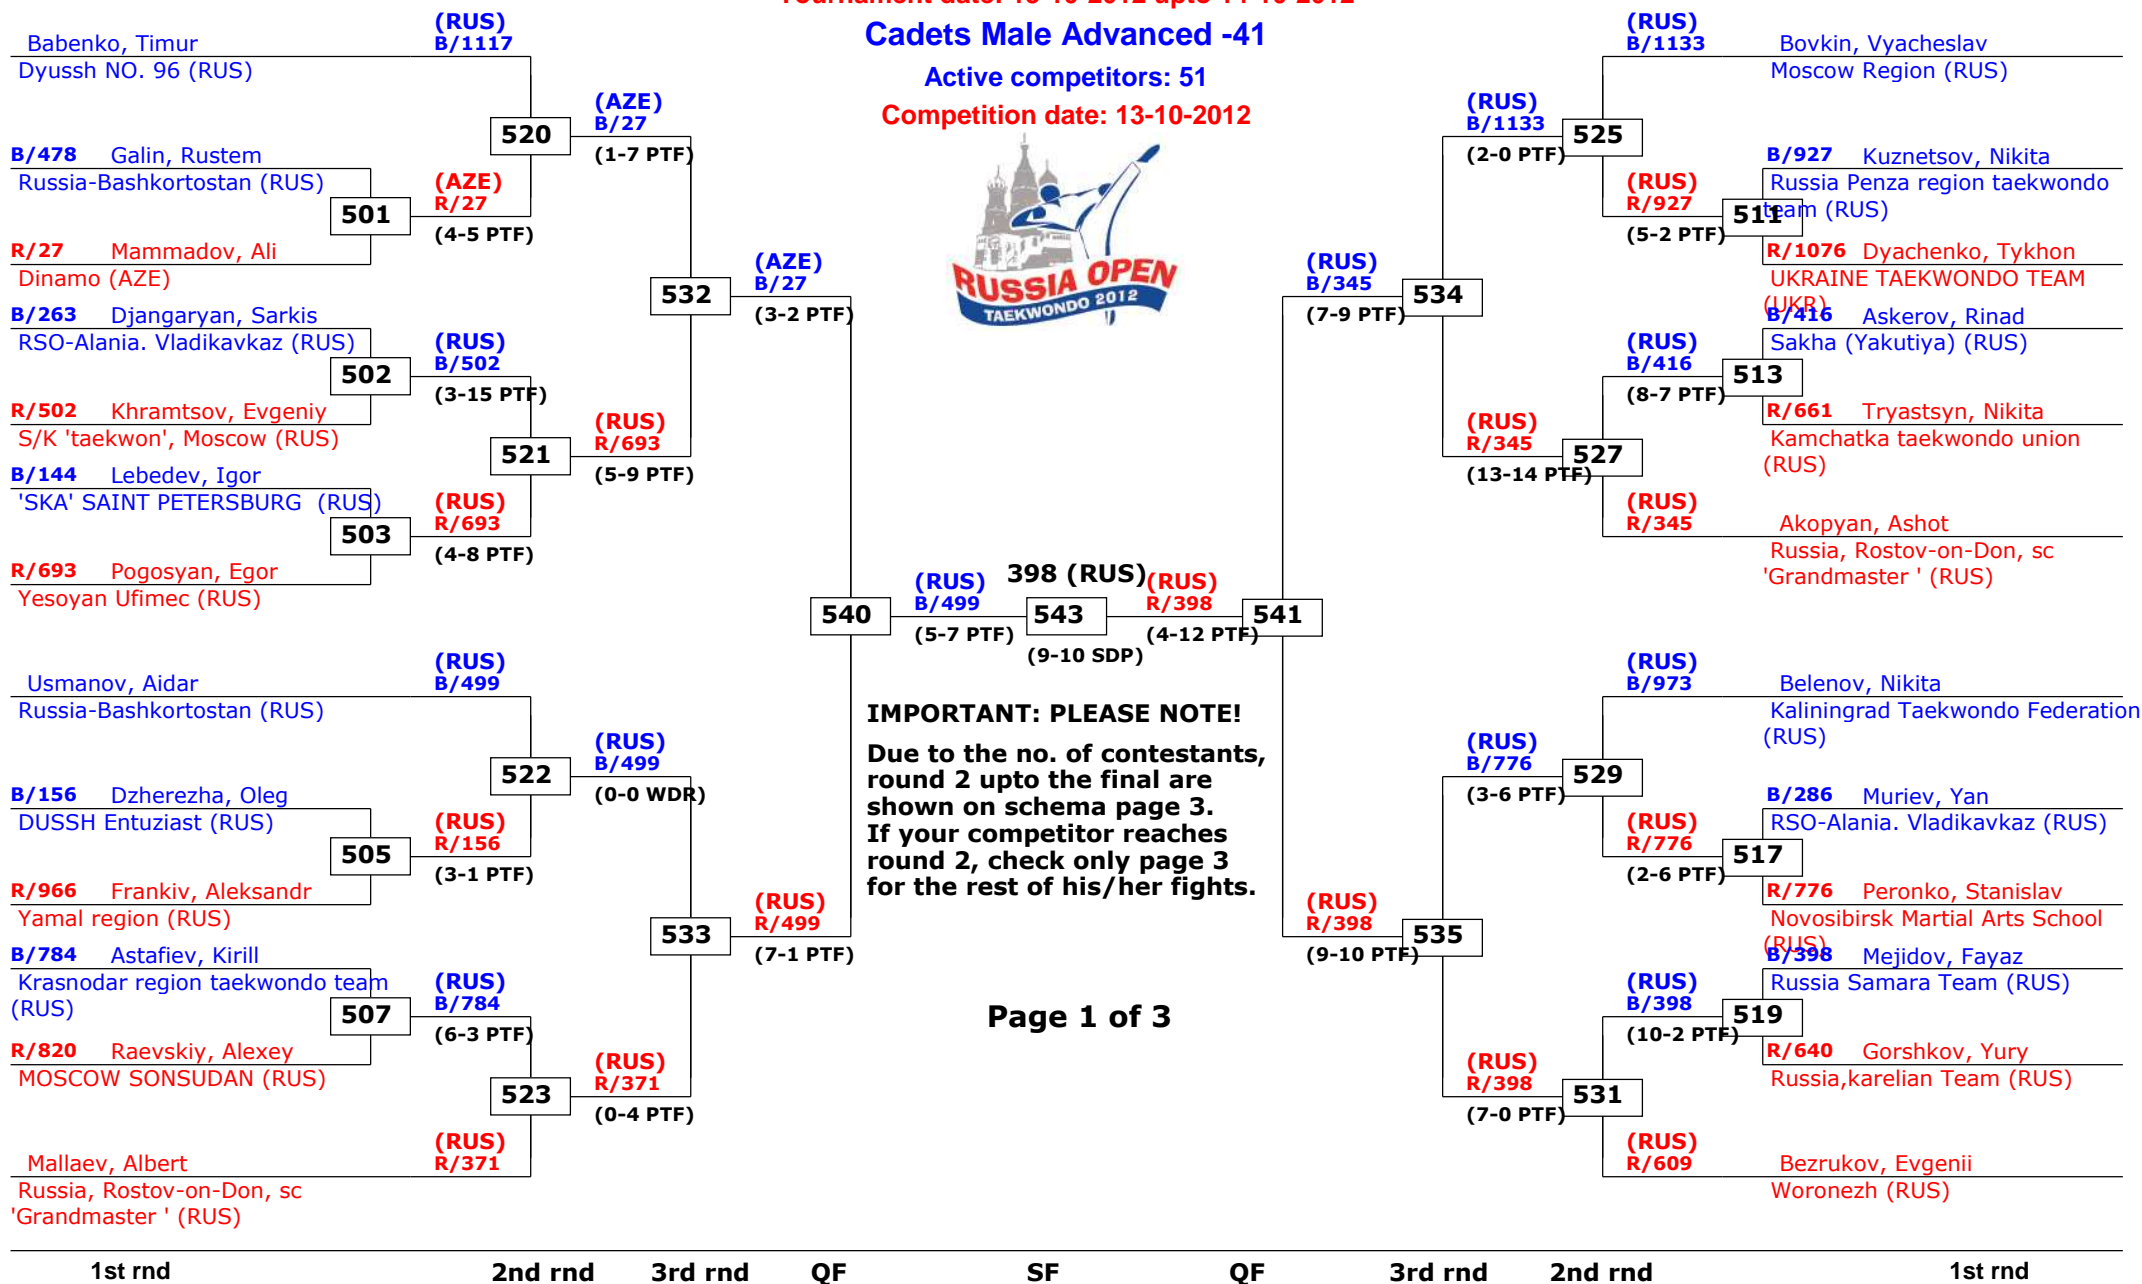 Cadets Male Advanced -41
Active competitors: 51
Competition date: 13-10-2012
RUSSIA OPEN
TAEKWONDO 2012
Babenko, Timur
(RUS)
B/1117
Dyussh NO. 96 (RUS)
B/478 Galin, Rustem
Russia-Bashkortostan (RUS)
501
R/27 Mammadov, Ali
Dinamo (AZE)
(AZE)
R/27
(4-5 PTF)
520
(AZE)
B/27
(1-7 PTF)
B/263 Djangaryan, Sarkis
RSO-Alania. Vladikavkaz (RUS)
502
R/502 Khramtsov, Evgeniy
S/K 'taekwon', Moscow (RUS)
(RUS)
B/502
(3-15 PTF)
B/144 Lebedev, Igor
'SKA' SAINT PETERSBURG (RUS)
503
R/693 Pogosyan, Egor
Yesoyan Ufimec (RUS)
(RUS)
R/693
(4-8 PTF)
521
(RUS)
R/693
(5-9 PTF)
532
(AZE)
B/27
(3-2 PTF)
Usmanov, Aidar
(RUS)
B/499
Russia-Bashkortostan (RUS)
B/156 Dzherezha, Oleg
DUSSH Entuziast (RUS)
505
R/966 Frankiv, Aleksandr
Yamal region (RUS)
(RUS)
R/156
(3-1 PTF)
522
(RUS)
B/499
(0-0 WDR)
B/784 Astafiev, Kirill
Krasnodar region taekwondo team
(RUS)
507
R/820 Raevskiy, Alexey
MOSCOW SONSUDAN (RUS)
(RUS)
B/784
(6-3 PTF)
Mallaev, Albert
(RUS)
R/371
Russia, Rostov-on-Don, sc
'Grandmaster ' (RUS)
523
(RUS)
R/371
(0-4 PTF)
533
(RUS)
R/499
(7-1 PTF)
540
(RUS)
B/499
(5-7 PTF)
398 (RUS)
543
(9-10 SDP)
(RUS)
R/398
(4-12 PTF)
541
IMPORTANT: PLEASE NOTE!
Due to the no. of contestants,
round 2 upto the final are
shown on schema page 3.
If your competitor reaches
round 2, check only page 3
for the rest of his/her fights.
Page 1 of 3
(RUS)
B/1133
Bovkin, Vyacheslav
Moscow Region (RUS)
B/927 Kuznetsov, Nikita
Russia Penza region taekwondo
team (RUS)
511
R/1076 Dyachenko, Tykhon
UKRAINE TAEKWONDO TEAM
(UKR)
(RUS)
R/927
(5-2 PTF)
525
(RUS)
B/1133
(2-0 PTF)
B/416 Askerov, Rinad
Sakha (Yakutiya) (RUS)
513
R/661 Tryastsyn, Nikita
Kamchatka taekwondo union
(RUS)
(RUS)
B/416
(8-7 PTF)
(RUS)
R/345
Akopyan, Ashot
Russia, Rostov-on-Don, sc
'Grandmaster ' (RUS)
527
(RUS)
R/345
(13-14 PTF)
534
(RUS)
B/345
(7-9 PTF)
(RUS)
B/973
Belenov, Nikita
Kaliningrad Taekwondo Federation
(RUS)
B/286 Muriev, Yan
RSO-Alania. Vladikavkaz (RUS)
517
R/776 Peronko, Stanislav
Novosibirsk Martial Arts School
(RUS)
(RUS)
R/776
(2-6 PTF)
529
(RUS)
B/776
(3-6 PTF)
B/398 Mejidov, Fayaz
Russia Samara Team (RUS)
519
R/640 Gorshkov, Yury
Russia,karelian Team (RUS)
(RUS)
B/398
(10-2 PTF)
(RUS)
R/609
Bezrukov, Evgenii
Woronezh (RUS)
531
(RUS)
R/398
(7-0 PTF)
535
(RUS)
R/398
(9-10 PTF)
1st rnd 2nd rnd 3rd rnd QF SF QF 3rd rnd 2nd rnd 1st rnd